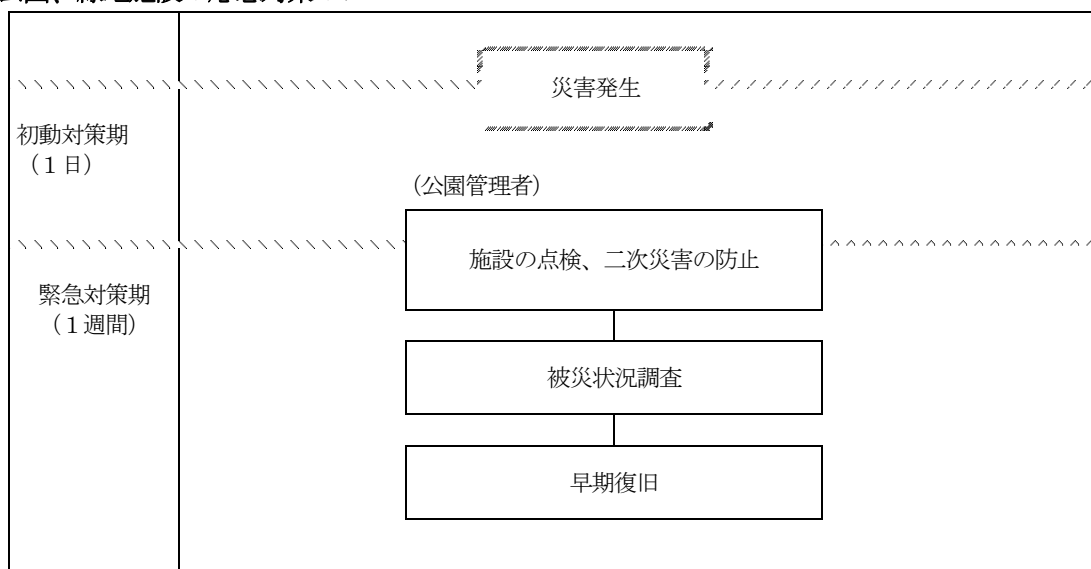 災害発生
初動対策期
（１日）
（公園管理者）
施設の点検、二次災害の防止
緊急対策期
（１週間）
被災状況調査
早期復旧